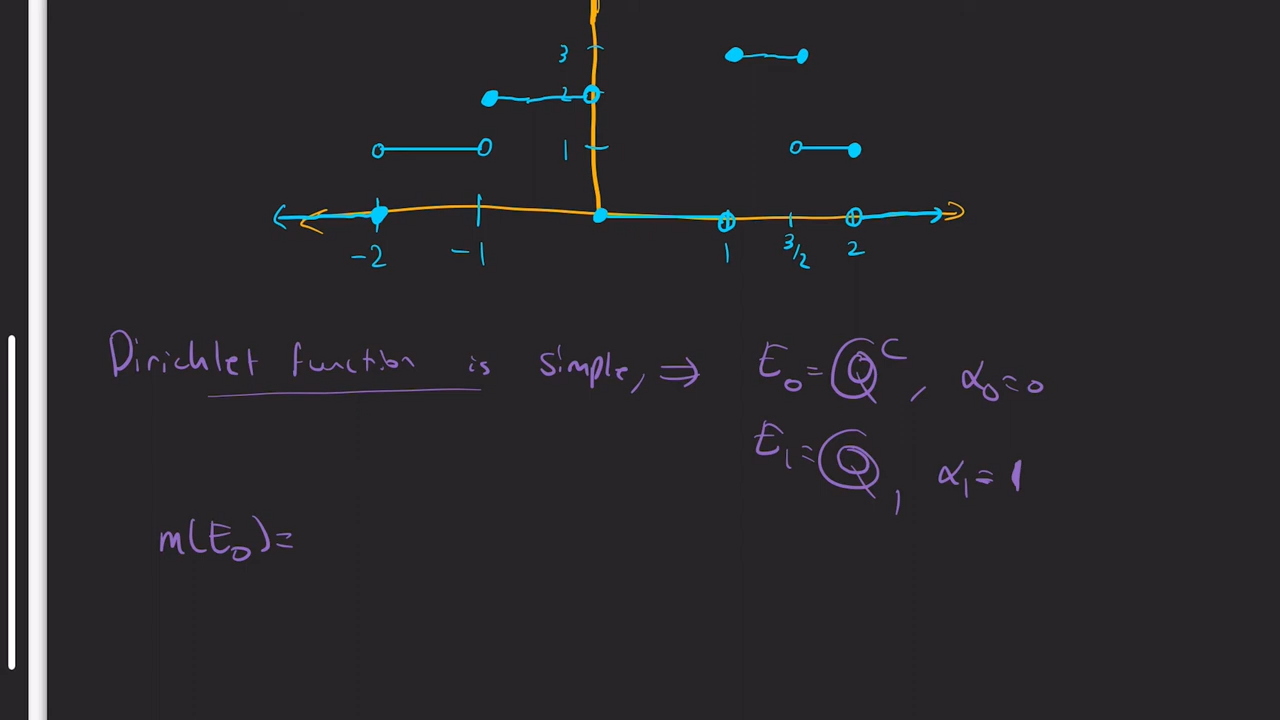 3
2
1
-2 -1 1 3/2 2
Dirichlet function is simple, ⇒ E₀ = ℚᶜ, α₀ = 0
E₁ = ℚ, α₁ = 1
m(E₀) =